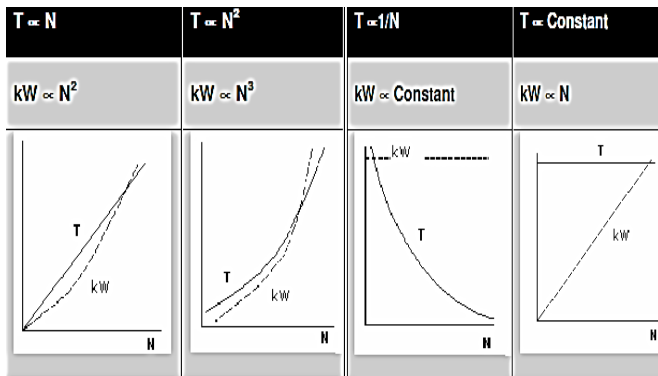 T ∝ N
T ∝ N²
T ∝1/N
T ∝ Constant
kW ∝ N²
kW ∝ N³
kW ∝ Constant
kW ∝ N
T
kW
N
T
kW
N
kW
T
N
T
kW
N